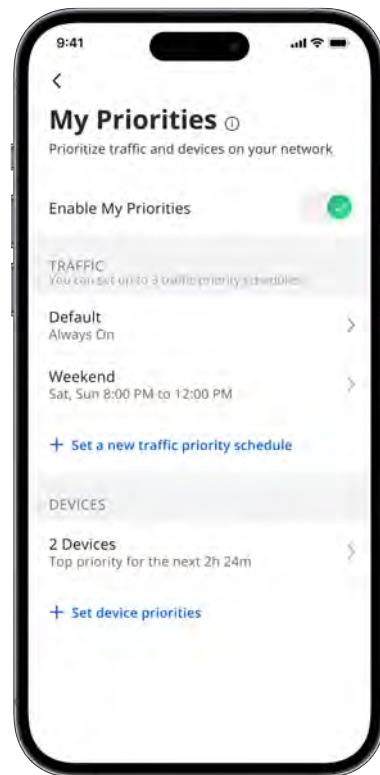 9:41
My Priorities
Prioritize traffic and devices on your network
Enable My Priorities
TRAFFIC
You can set up to 3 traffic priority schedules
Default
Always On
Weekend
Sat, Sun 8:00 PM to 12:00 PM
+ Set a new traffic priority schedule
DEVICES
2 Devices
Top priority for the next 2h 24m
+ Set device priorities